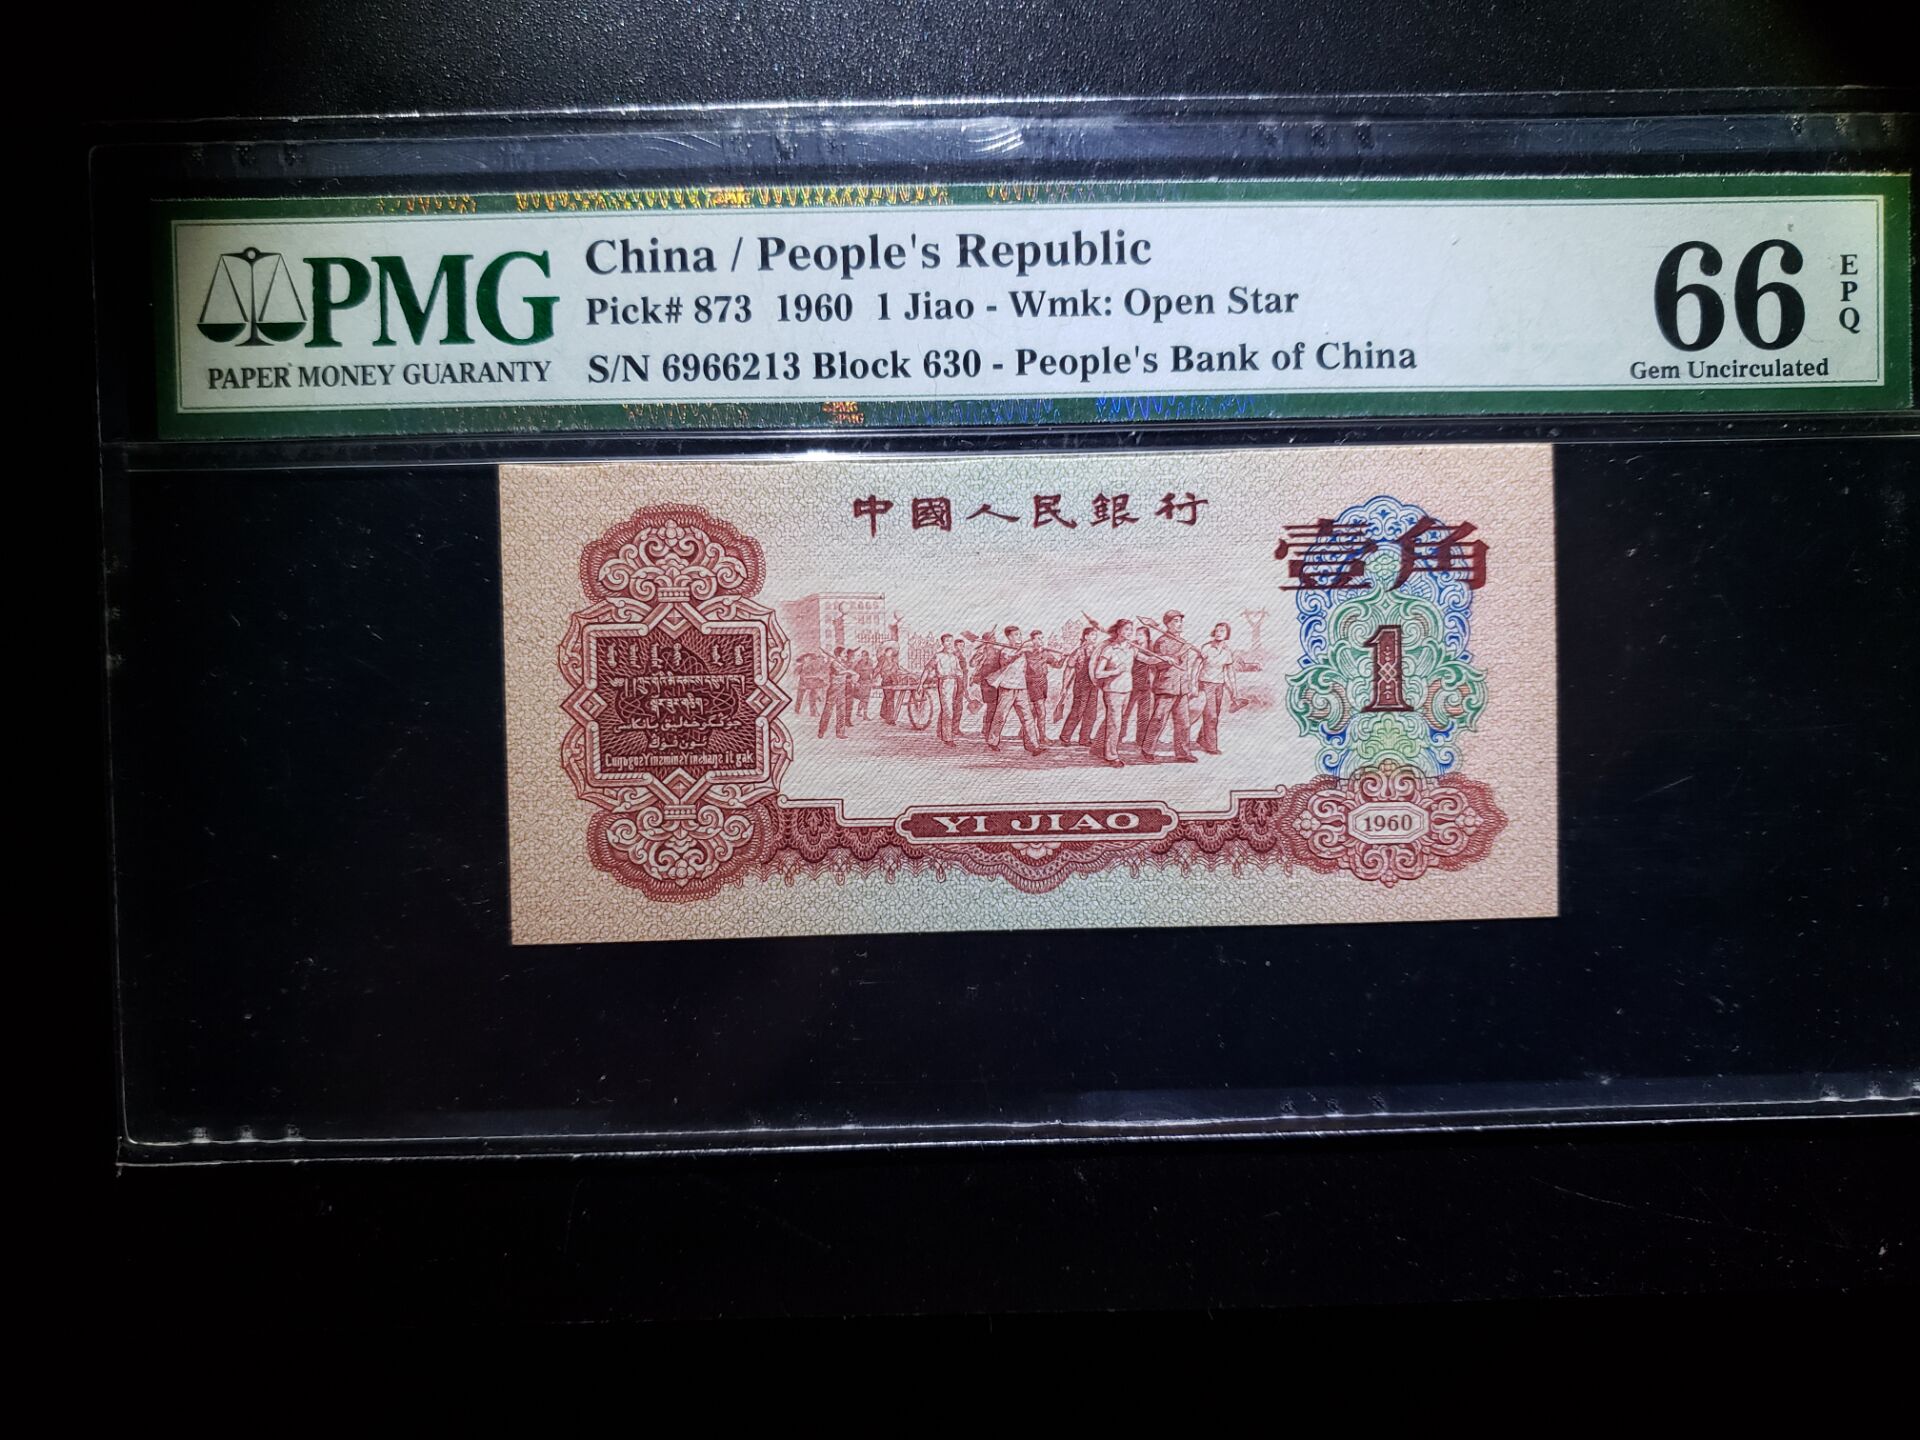 PMG
PAPER MONEY GUARANTY
China / People's Republic
Pick# 873 1960 1 Jiao - Wmk: Open Star
S/N 6966213 Block 630 - People's Bank of China
66
EPQ
Gem Uncirculated
中國人民銀行
壹角
1
YI JIAO
1960